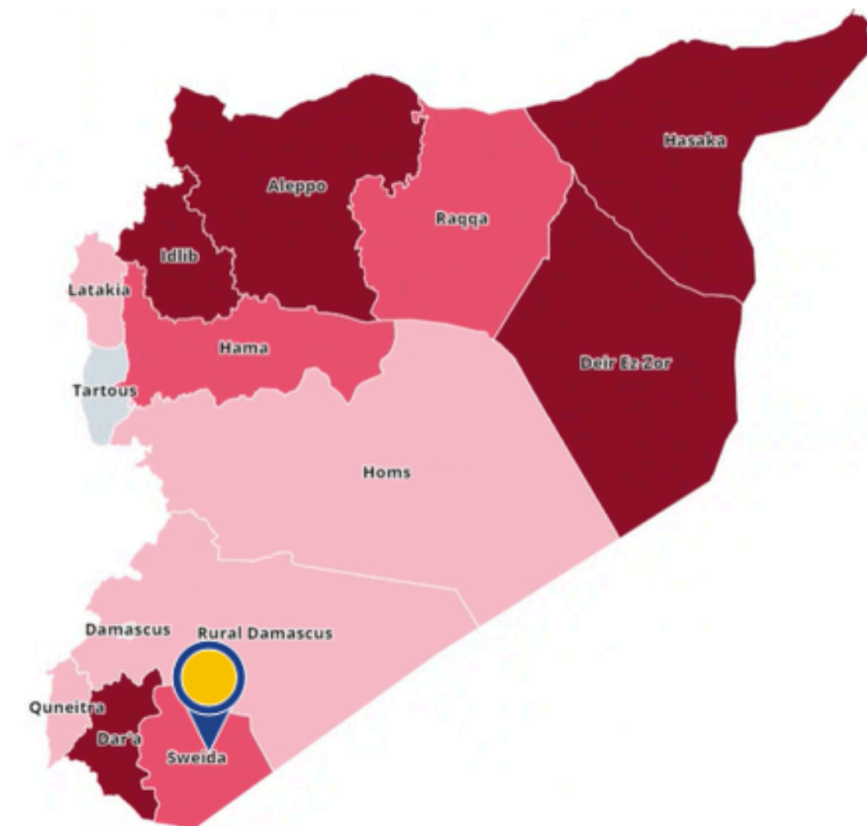 Hasaka
Aleppo
Raqqa
Idlib
Latakia
Hama
Deir Ez-Zor
Tartous
Homs
Damascus
Rural Damascus
Quneitra
Dar'a
Sweida